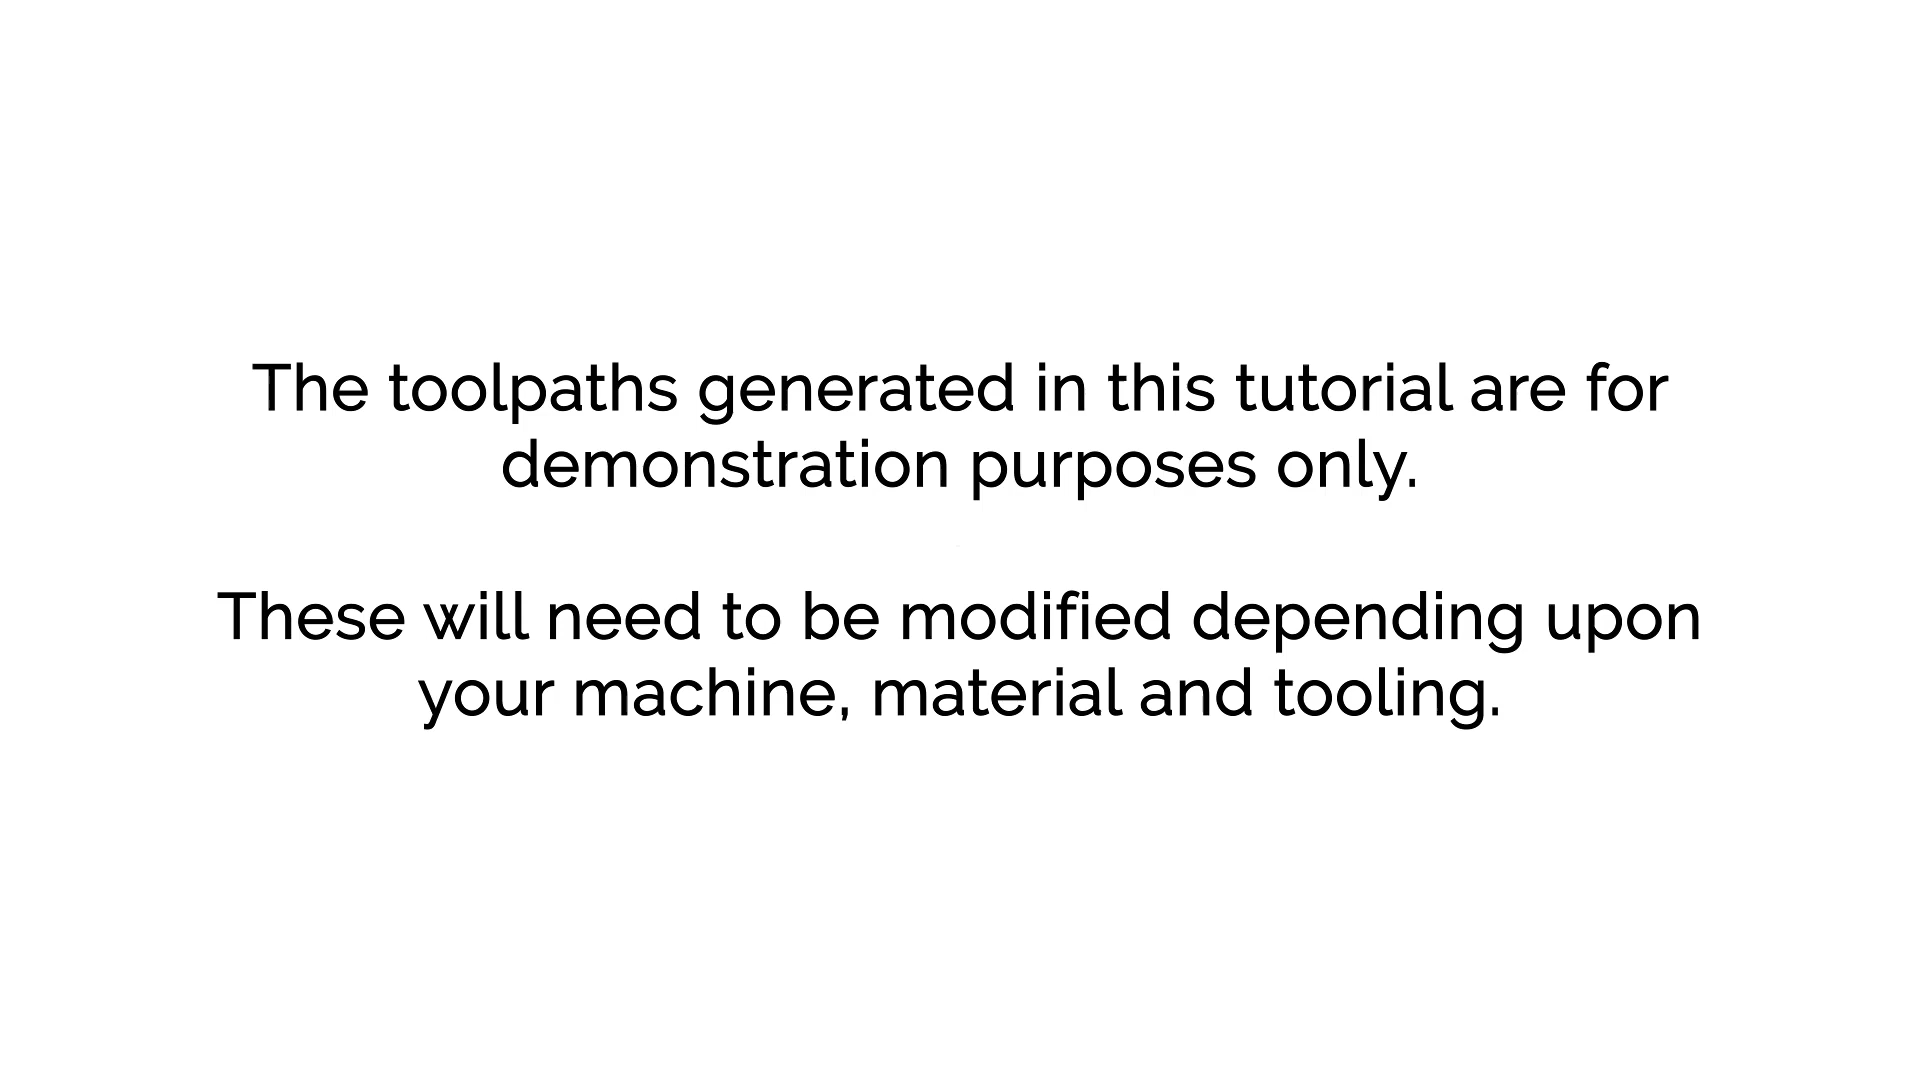 The toolpaths generated in this tutorial are for
demonstration purposes only.
These will need to be modified depending upon
your machine, material and tooling.